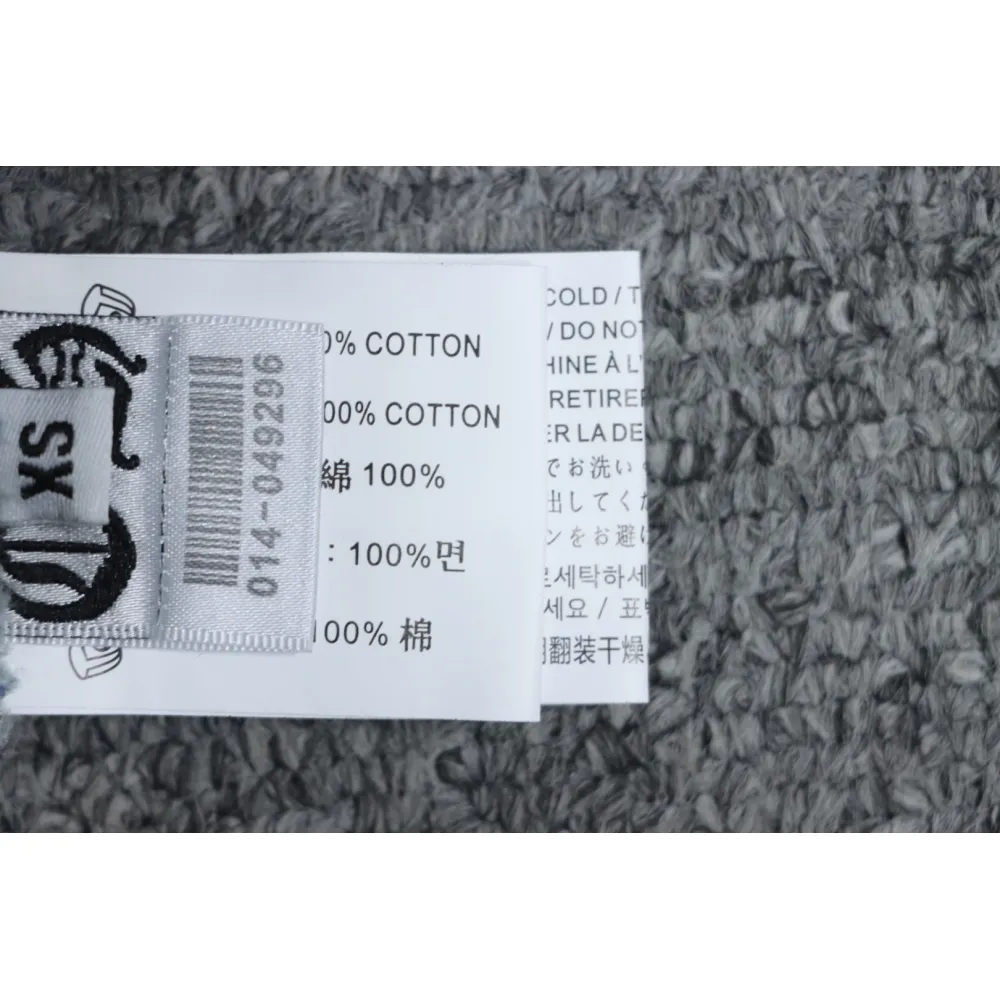 XS
014-049296
0% COTTON
00% COTTON
綿 100%
: 100%면
100% 棉
COLD / T
/ DO NOT
HINE À L'
RETIRER
ER LA DE
でお洗い
出してくだ
ンをお避け
로세탁하세
세요 / 표백
用翻装干燥